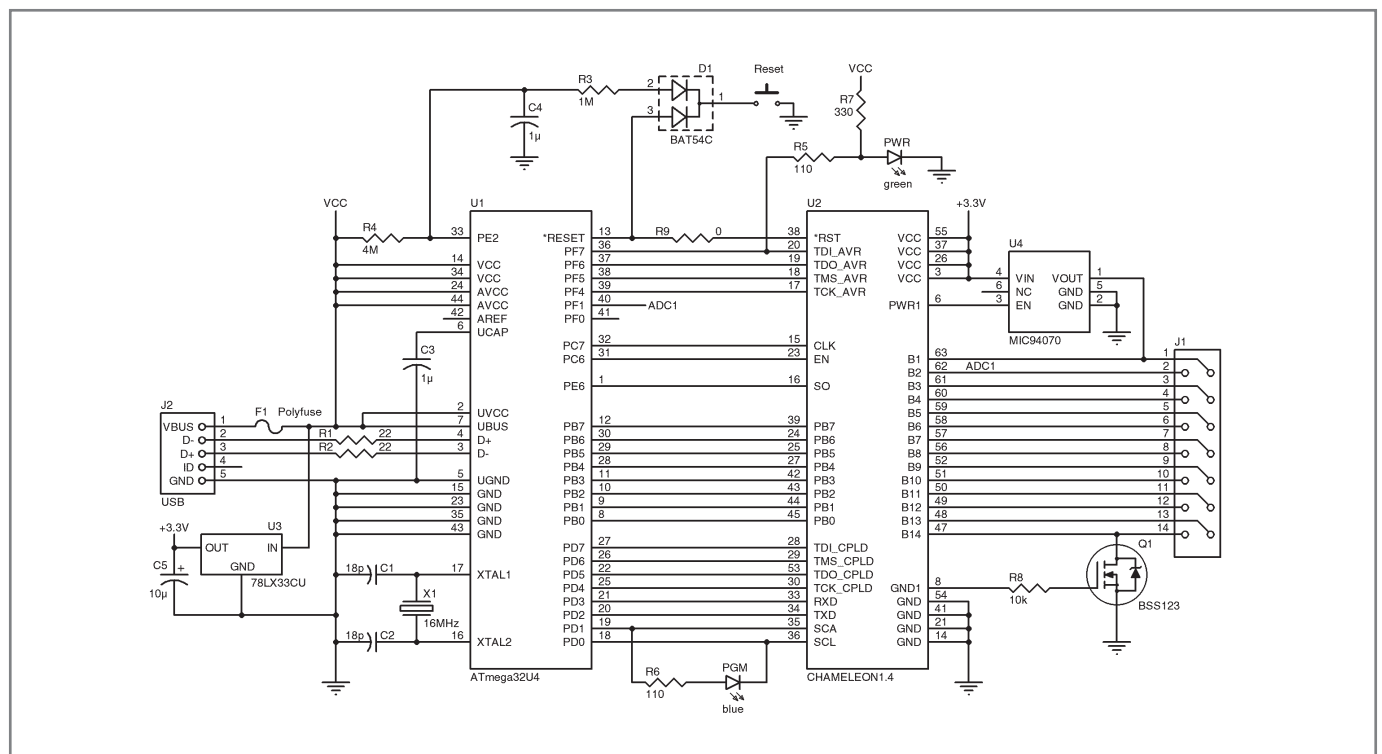 D1
Reset
VCC
R3
1M
2
1
3
C4
1µ
BAT54C
R7
330
R5
110
PWR
green
VCC
R4
4M
U1
33 PE2
14 VCC
34 VCC
24 AVCC
44 AVCC
42 AREF
6 UCAP
C3
1µ
2 UVCC
7 UBUS
4 D+
3 D-
5 UGND
15 GND
23 GND
35 GND
43 GND
17 XTAL1
16 XTAL2
*RESET 13
PF7 36
PF6 37
PF5 38
PF4 39
PF1 40 ADC1
PF0 41
PC7 32
PC6 31
PE6 1
PB7 12
PB6 30
PB5 29
PB4 28
PB3 11
PB2 10
PB1 9
PB0 8
PD7 27
PD6 26
PD5 22
PD4 25
PD3 21
PD2 20
PD1 19
PD0 18
ATmega32U4
R9 0
U2
38 *RST
20 TDI_AVR
19 TDO_AVR
18 TMS_AVR
17 TCK_AVR
15 CLK
23 EN
16 SO
39 PB7
24 PB6
25 PB5
27 PB4
42 PB3
43 PB2
44 PB1
45 PB0
28 TDI_CPLD
29 TMS_CPLD
53 TDO_CPLD
30 TCK_CPLD
33 RXD
34 TXD
35 SCA
36 SCL
VCC 55
VCC 37
VCC 26
VCC 3
PWR1 6
B1 63
B2 62 ADC1
B3 61
B4 60
B5 59
B6 58
B7 57
B8 56
B9 52
B10 51
B11 50
B12 49
B13 48
B14 47
GND1 8
GND 54
GND 41
GND 21
GND 14
CHAMELEON1.4
+3.3V
U4
4 VIN
6 NC
3 EN
VOUT 1
GND 5
GND 2
MIC94070
J1
1
2
3
4
5
6
7
8
9
10
11
12
13
14
Q1
BSS123
R8
10k
J2
VBUS 1
D- 2
D+ 3
ID 4
GND 5
USB
F1 Polyfuse
R1 22
R2 22
+3.3V
U3
OUT IN
GND
78LX33CU
C5 +
10µ
18p C1
X1
16MHz
18p C2
R6
110
PGM
blue